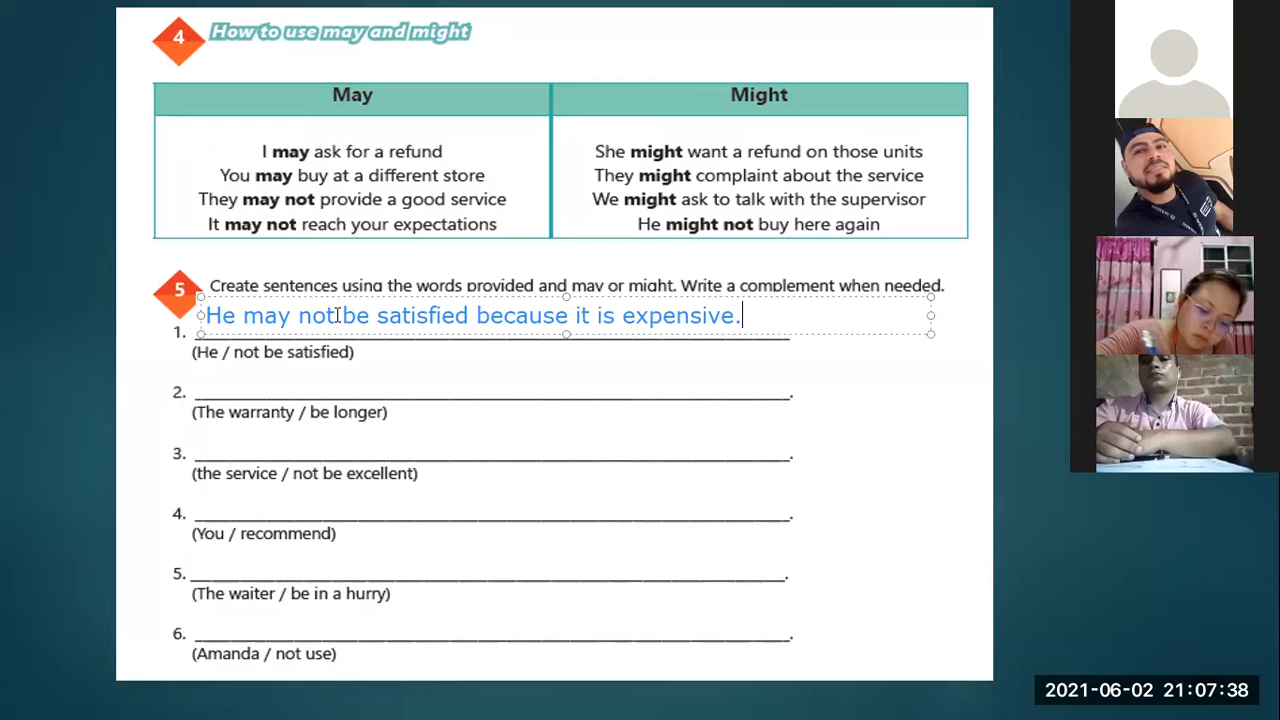 4 How to use may and might
May Might
I may ask for a refund She might want a refund on those units
You may buy at a different store They might complaint about the service
They may not provide a good service We might ask to talk with the supervisor
It may not reach your expectations He might not buy here again
5 Create sentences using the words provided and may or might. Write a complement when needed.
He may not be satisfied because it is expensive.
1.
(He / not be satisfied)
2. .
(The warranty / be longer)
3. .
(the service / not be excellent)
4. .
(You / recommend)
5. .
(The waiter / be in a hurry)
6. .
(Amanda / not use)
2021-06-02 21:07:38